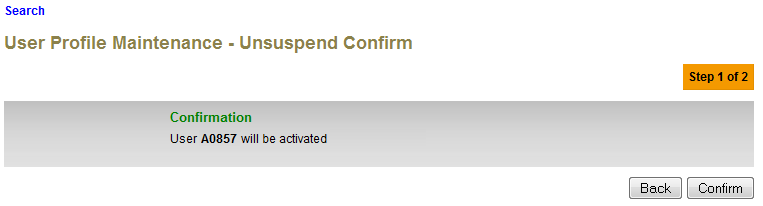 Search
User Profile Maintenance - Unsuspend Confirm
Step 1 of 2
Confirmation
User A0857 will be activated
Back Confirm